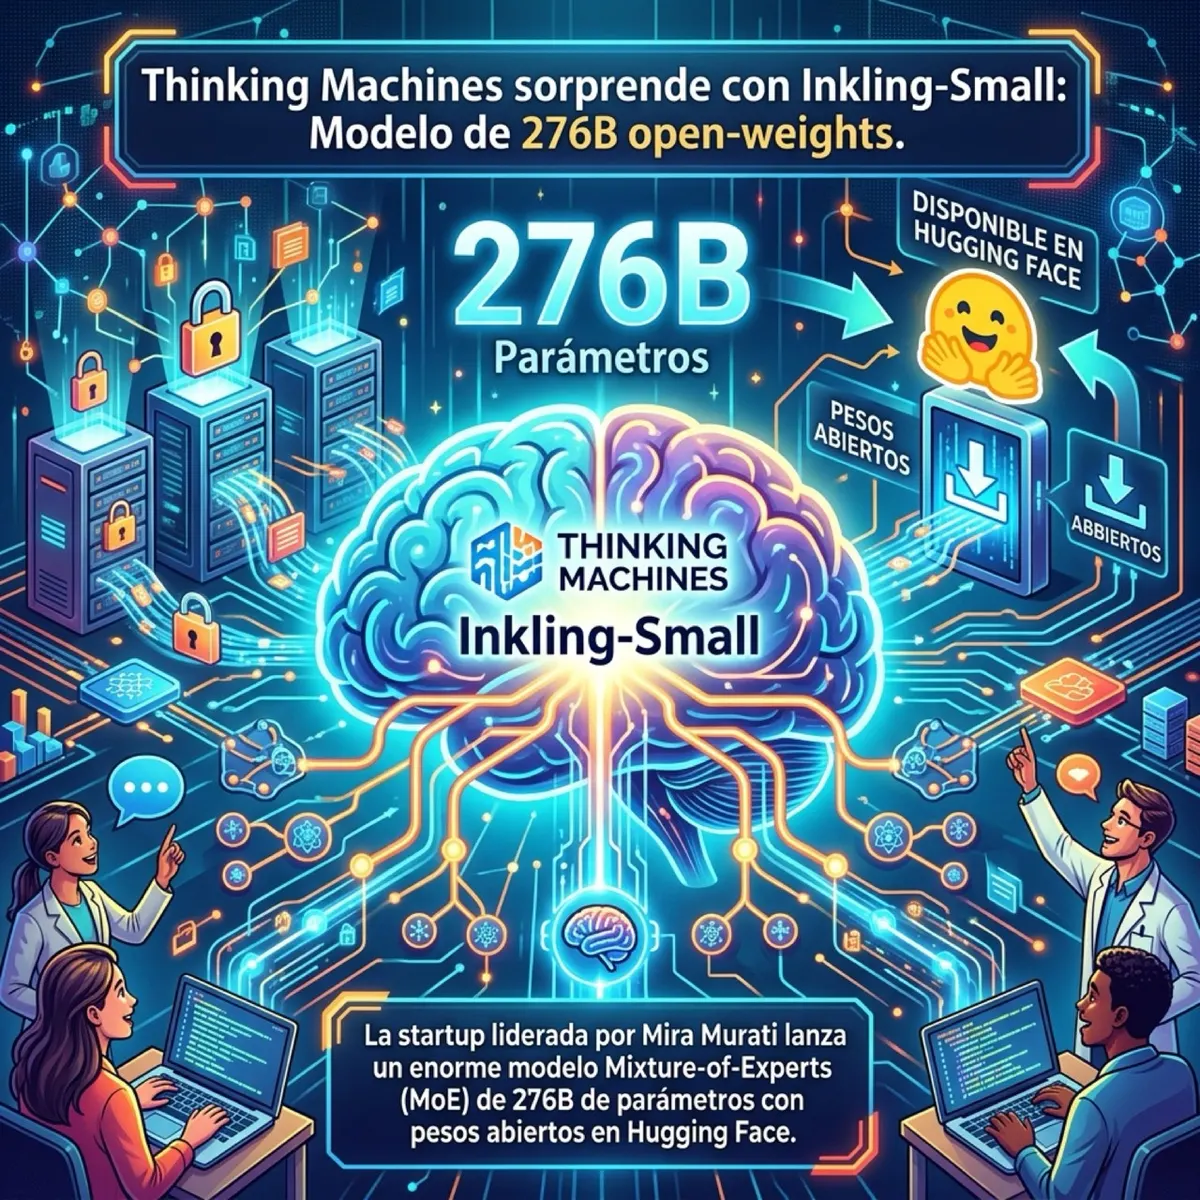 Thinking Machines sorprende con Inkling-Small:
Modelo de 276B open-weights.
276B
Parámetros
DISPONIBLE EN
HUGGING FACE
PESOS
ABIERTOS
ABBIERTOS
THINKING
MACHINES
Inkling-Small
La startup liderada por Mira Murati lanza
un enorme modelo Mixture-of-Experts
(MoE) de 276B de parámetros con
pesos abiertos en Hugging Face.